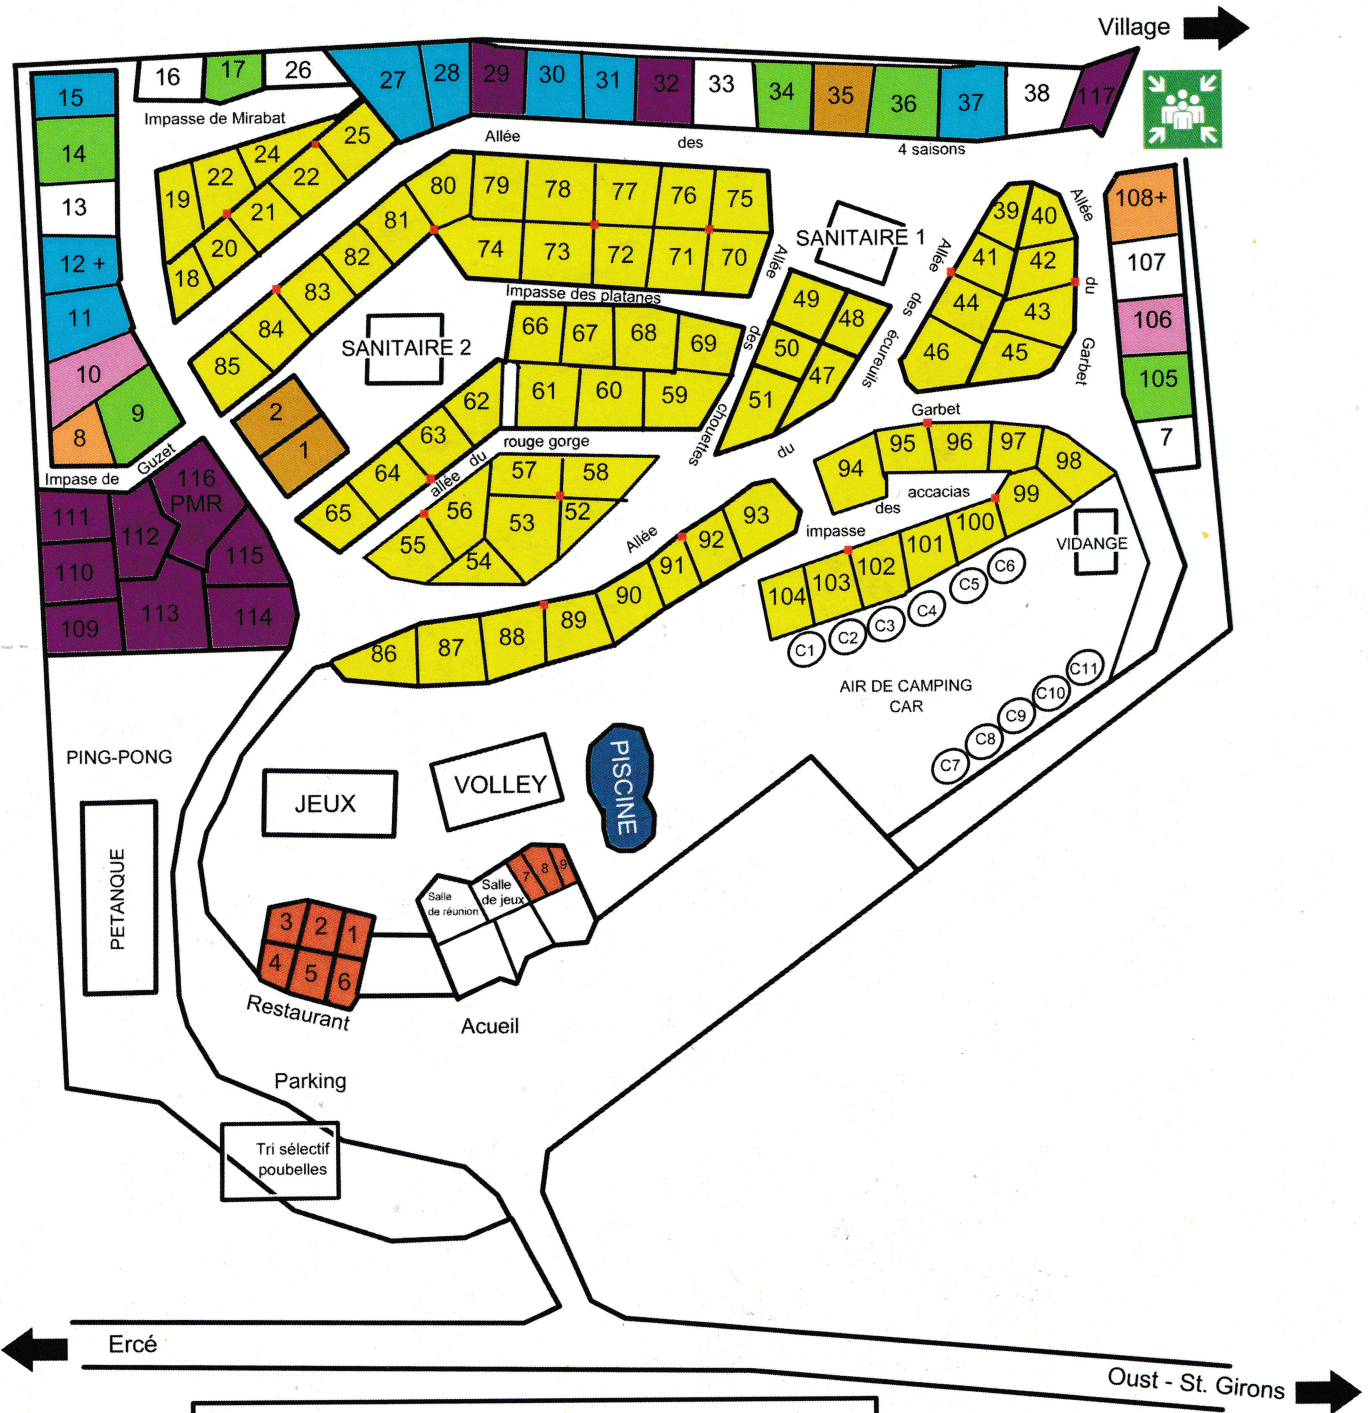 Village
16
17
26
27
28
29
30
31
32
33
34
35
36
37
38
117
15
14
13
12 +
11
10
9
8
Impasse de Mirabat
Allée
des
4 saisons
19
22
24
25
18
20
21
22
80
79
78
77
76
75
81
82
83
84
85
74
73
72
71
70
Impasse des platanes
SANITAIRE 1
SANITAIRE 2
Allée
des
chouettes
Allée
des
écureuils
Allée
du
Garbet
39
40
41
42
44
43
46
45
108+
107
106
105
7
49
48
50
47
51
66
67
68
69
61
60
59
62
63
64
65
2
1
rouge gorge
du
allée
57
58
56
53
52
55
54
Impase de
Guzet
116
PMR
111
112
115
110
113
114
109
Garbet
du
Allée
95
96
97
98
94
99
accacias
des
impasse
100
101
102
103
104
93
92
91
90
89
88
87
86
VIDANGE
C1
C2
C3
C4
C5
C6
C7
C8
C9
C10
C11
AIR DE CAMPING
CAR
PING-PONG
PETANQUE
JEUX
VOLLEY
PISCINE
Salle
de réunion
Salle
de jeux
7
8
9
3
2
1
4
5
6
Restaurant
Acueil
Parking
Tri sélectif
poubelles
Ercé
Oust - St. Girons